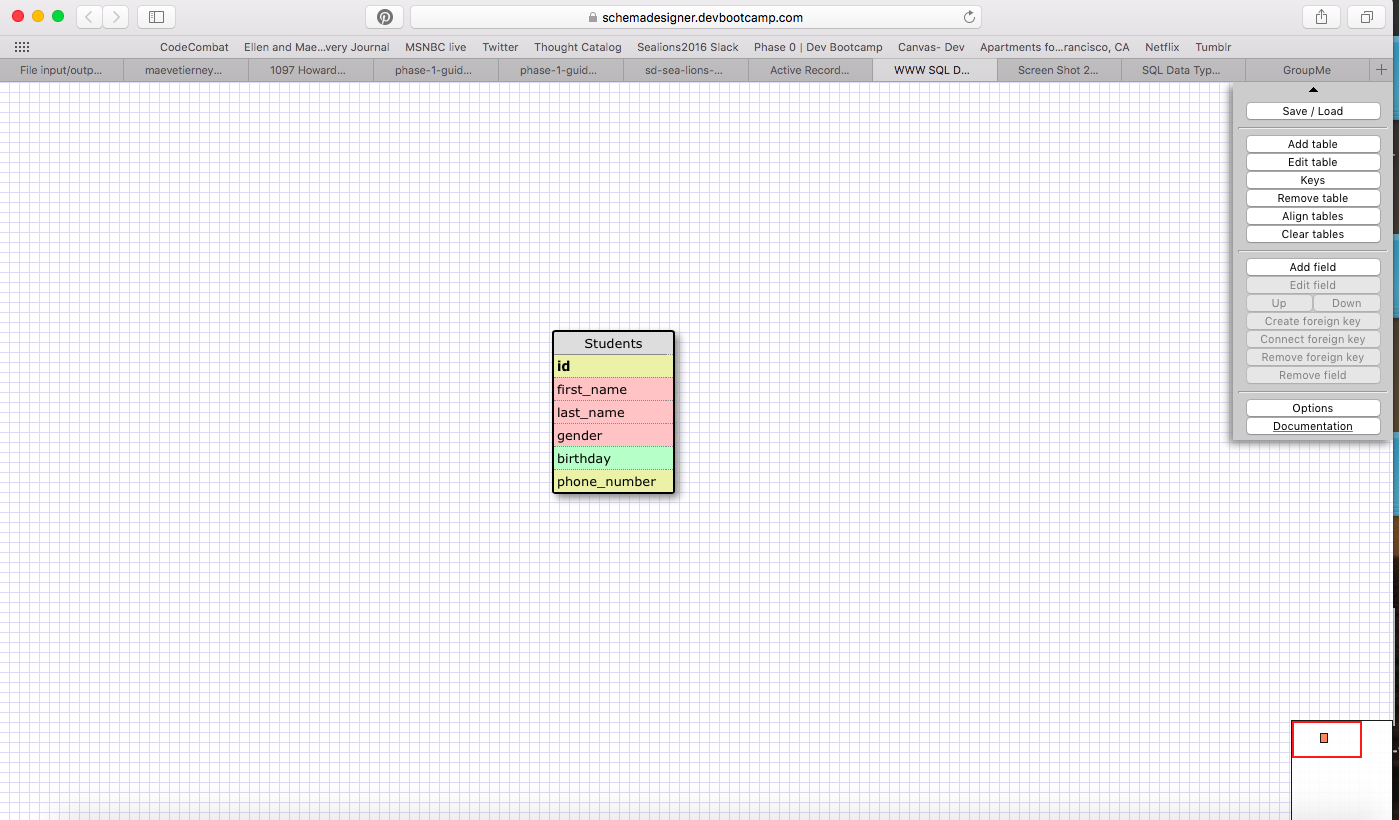 schemadesigner.devbootcamp.com
CodeCombat Ellen and Mae...very Journal MSNBC live Twitter Thought Catalog Sealions2016 Slack Phase 0 | Dev Bootcamp Canvas- Dev Apartments fo...rancisco, CA Netflix Tumblr
File input/outp... maevetierney... 1097 Howard... phase-1-guid... phase-1-guid... sd-sea-lions-... Active Record... WWW SQL D... Screen Shot 2... SQL Data Typ... GroupMe
Save / Load
Add table
Edit table
Keys
Remove table
Align tables
Clear tables
Add field
Edit field
Up Down
Create foreign key
Connect foreign key
Remove foreign key
Remove field
Options
Documentation
Students
id
first_name
last_name
gender
birthday
phone_number